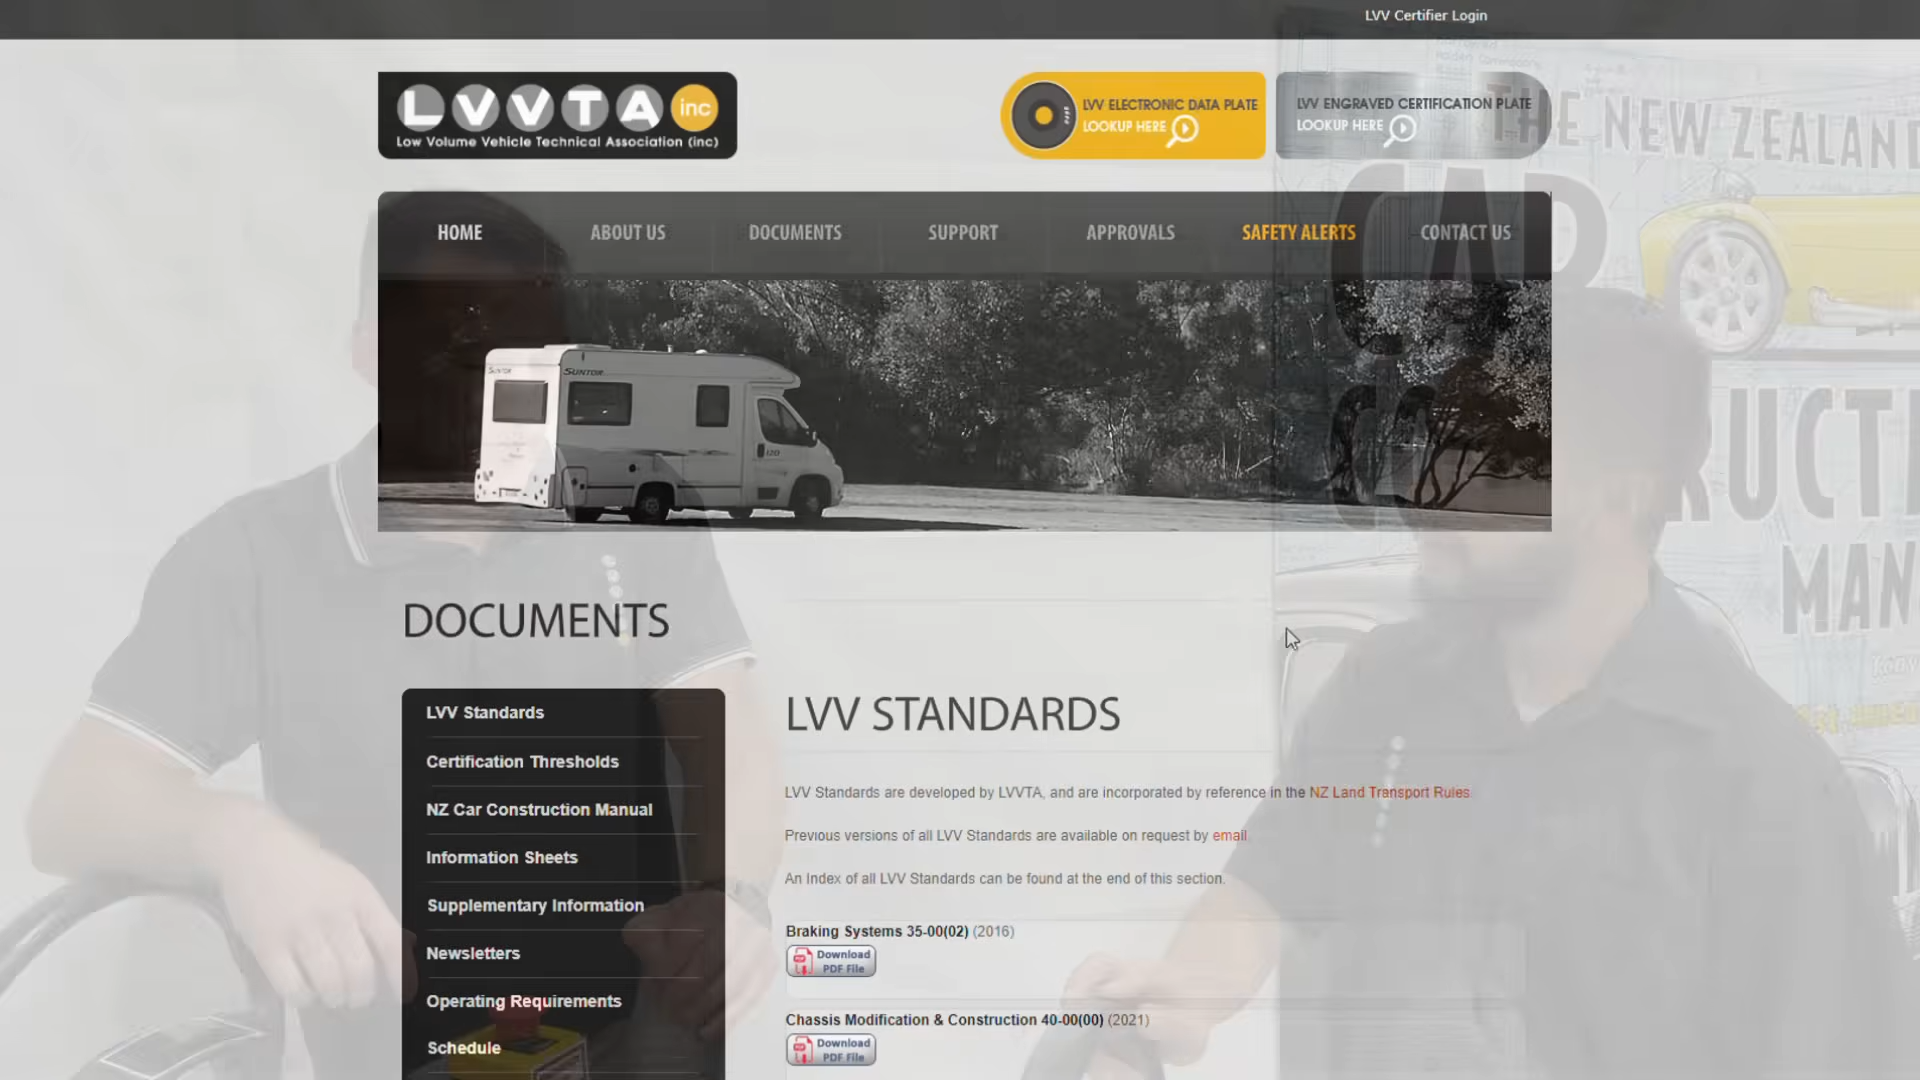 LVV Certifier Login
LVVTA inc
Low Volume Vehicle Technical Association (inc)
LVV ELECTRONIC DATA PLATE
LOOKUP HERE
LVV ENGRAVED CERTIFICATION PLATE
LOOKUP HERE
THE NEW ZEALAND
CAR
HOME
ABOUT US
DOCUMENTS
SUPPORT
APPROVALS
SAFETY ALERTS
CONTACT US
SUNTOR
SUNTOR
RUCTI
MAN
DOCUMENTS
LVV Standards
Certification Thresholds
NZ Car Construction Manual
Information Sheets
Supplementary Information
Newsletters
Operating Requirements
Schedule
LVV STANDARDS
LVV Standards are developed by LVVTA, and are incorporated by reference in the NZ Land Transport Rules.
Previous versions of all LVV Standards are available on request by email
An Index of all LVV Standards can be found at the end of this section.
Braking Systems 35-00(02) (2016)
Download
PDF File
Chassis Modification & Construction 40-00(00) (2021)
Download
PDF File